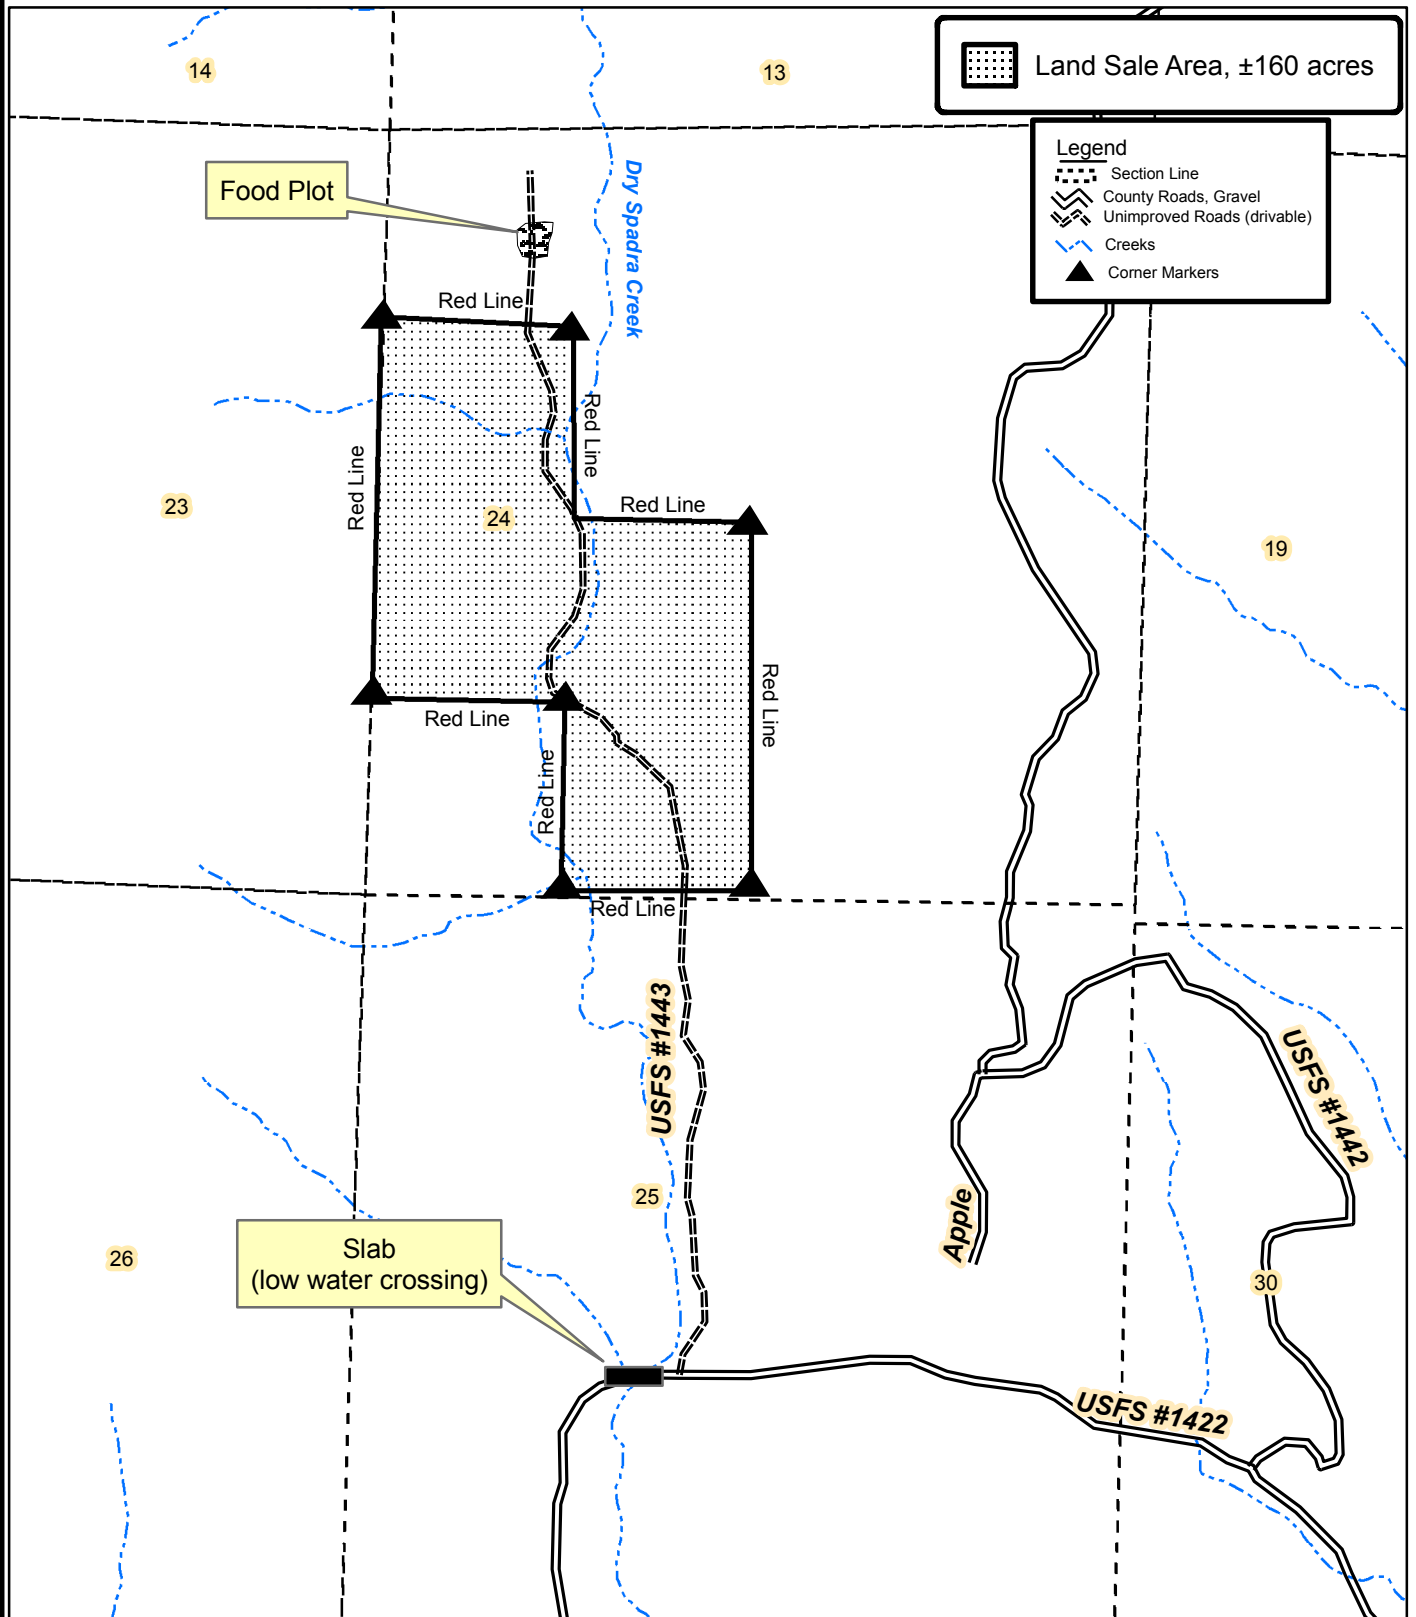 14
13
Land Sale Area, ±160 acres
Legend
Section Line
County Roads, Gravel
Unimproved Roads (drivable)
Creeks
Corner Markers
Food Plot
Dry Spadra Creek
Red Line
Red Line
Red Line
Red Line
23
24
19
Red Line
Red Line
Red Line
Red Line
USFS #1443
USFS #1442
25
Apple
26
Slab
(low water crossing)
30
USFS #1422